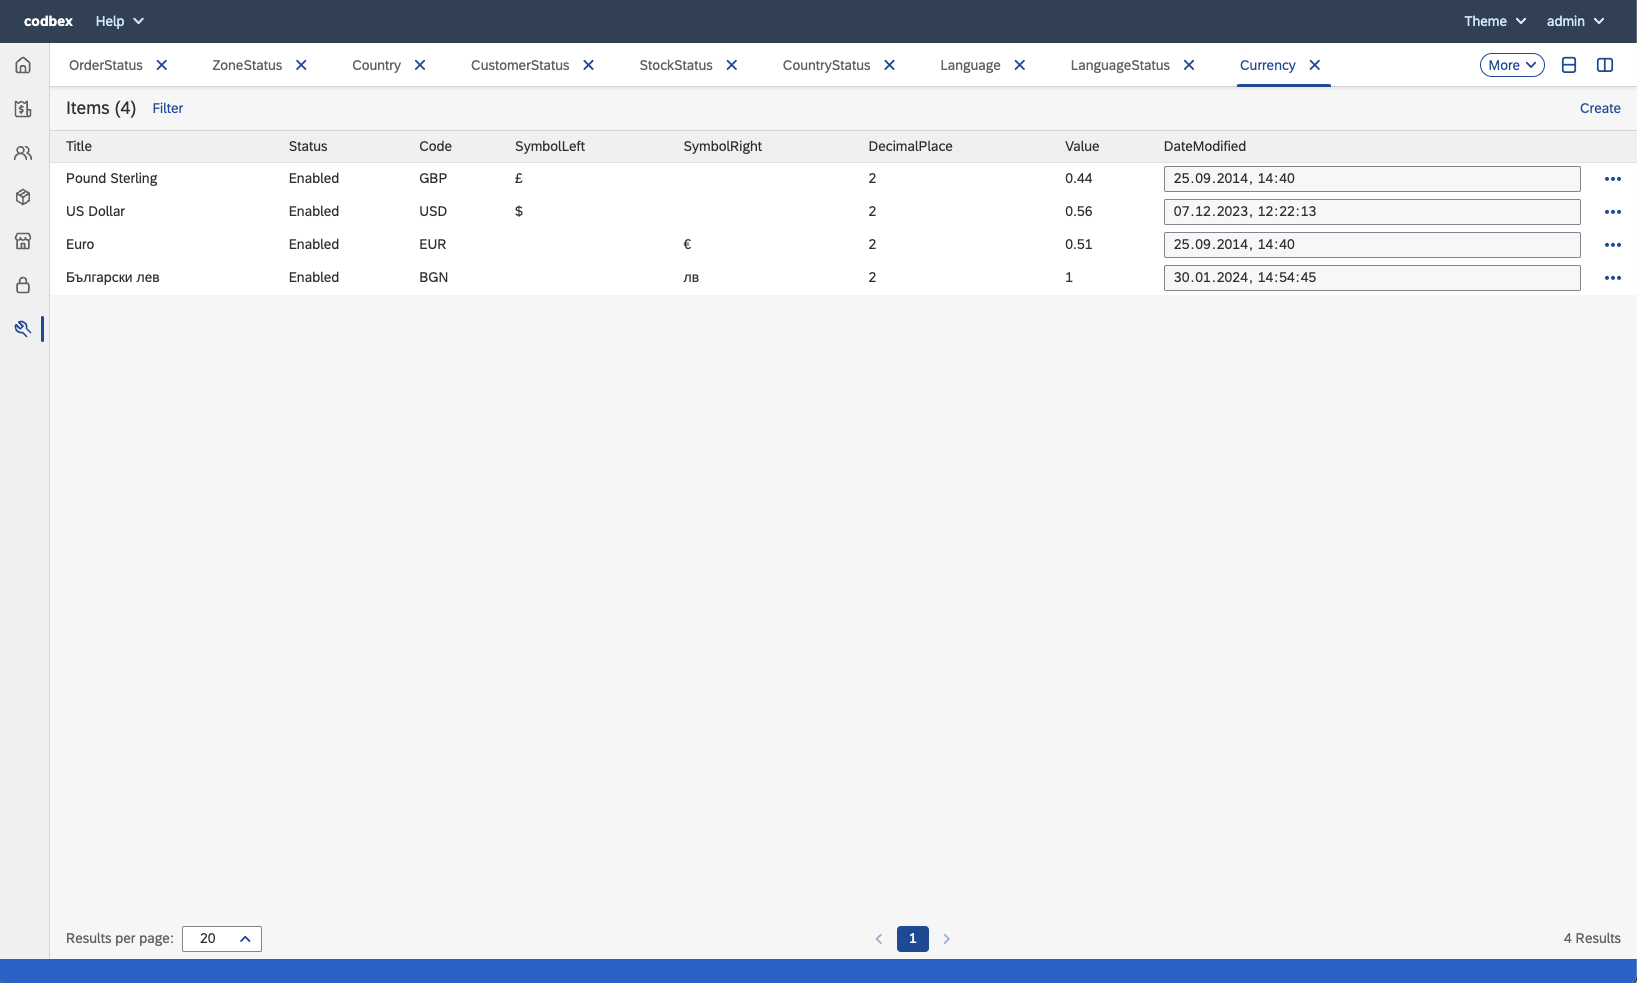 codbex Help Theme admin
OrderStatus ZoneStatus Country CustomerStatus StockStatus CountryStatus Language LanguageStatus Currency More
Items (4) Filter Create
Title Status Code SymbolLeft SymbolRight DecimalPlace Value DateModified
Pound Sterling Enabled GBP £ 2 0.44 25.09.2014, 14:40
US Dollar Enabled USD $ 2 0.56 07.12.2023, 12:22:13
Euro Enabled EUR € 2 0.51 25.09.2014, 14:40
Български лев Enabled BGN лв 2 1 30.01.2024, 14:54:45
Results per page: 20 1 4 Results